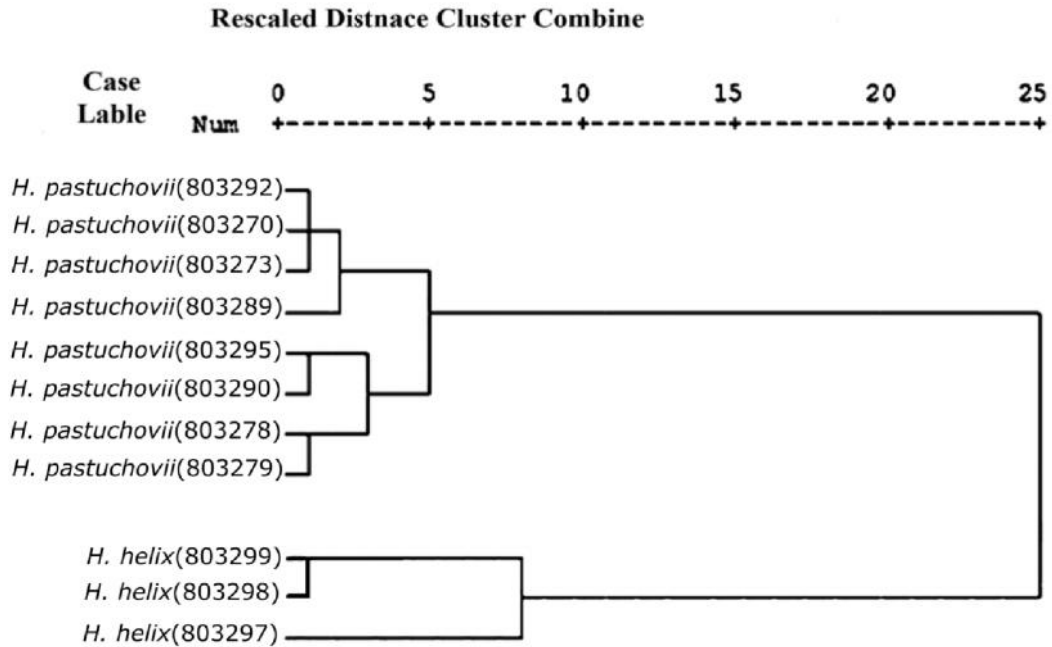 Rescaled Distnace Cluster Combine
Case
Lable
Num
0 5 10 15 20 25
+---------+---------+---------+---------+---------+
H. pastuchovii(803292)
H. pastuchovii(803270)
H. pastuchovii(803273)
H. pastuchovii(803289)
H. pastuchovii(803295)
H. pastuchovii(803290)
H. pastuchovii(803278)
H. pastuchovii(803279)
H. helix(803299)
H. helix(803298)
H. helix(803297)